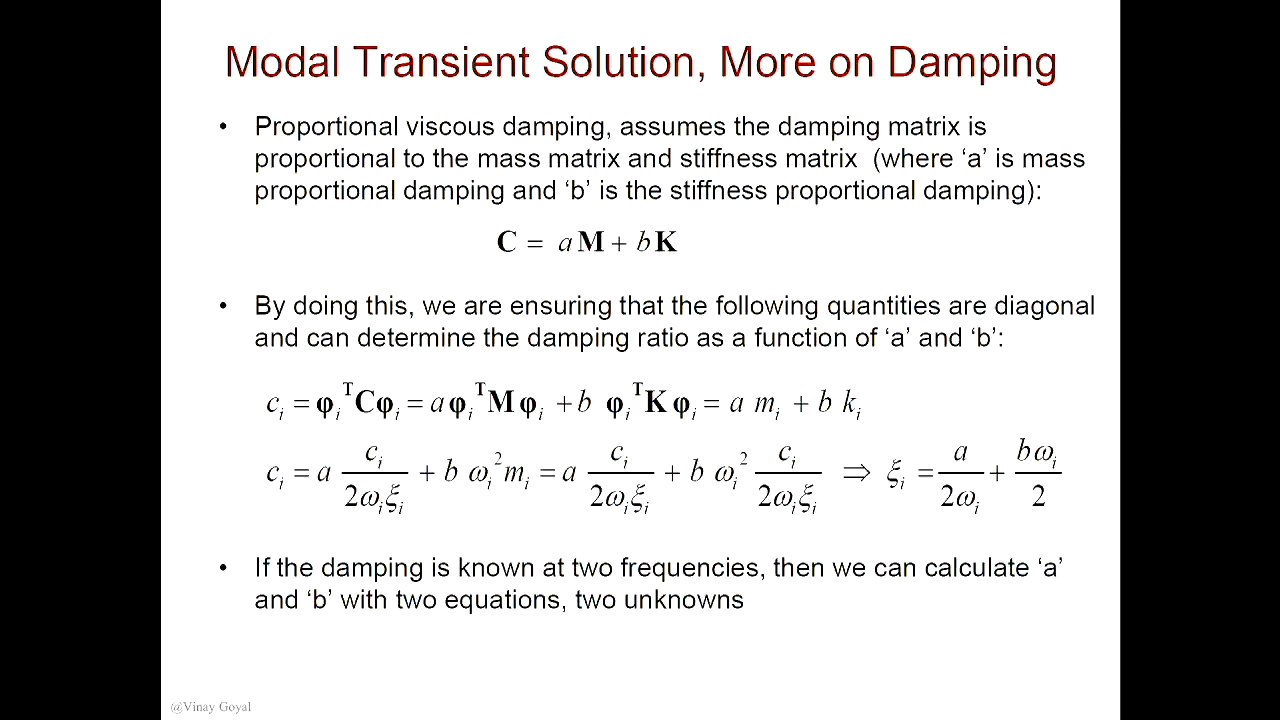 Modal Transient Solution, More on Damping
• Proportional viscous damping, assumes the damping matrix is
proportional to the mass matrix and stiffness matrix (where ‘a’ is mass
proportional damping and ‘b’ is the stiffness proportional damping):
C = aM + bK
• By doing this, we are ensuring that the following quantities are diagonal
and can determine the damping ratio as a function of ‘a’ and ‘b’:
c_i = φ_i^T Cφ_i = a φ_i^T M φ_i + b φ_i^T K φ_i = a m_i + b k_i
c_i = a c_i/(2ω_i ξ_i) + b ω_i^2 m_i = a c_i/(2ω_i ξ_i) + b ω_i^2 c_i/(2ω_i ξ_i) ⇒ ξ_i = a/(2ω_i) + bω_i/2
• If the damping is known at two frequencies, then we can calculate ‘a’
and ‘b’ with two equations, two unknowns
@Vinay Goyal